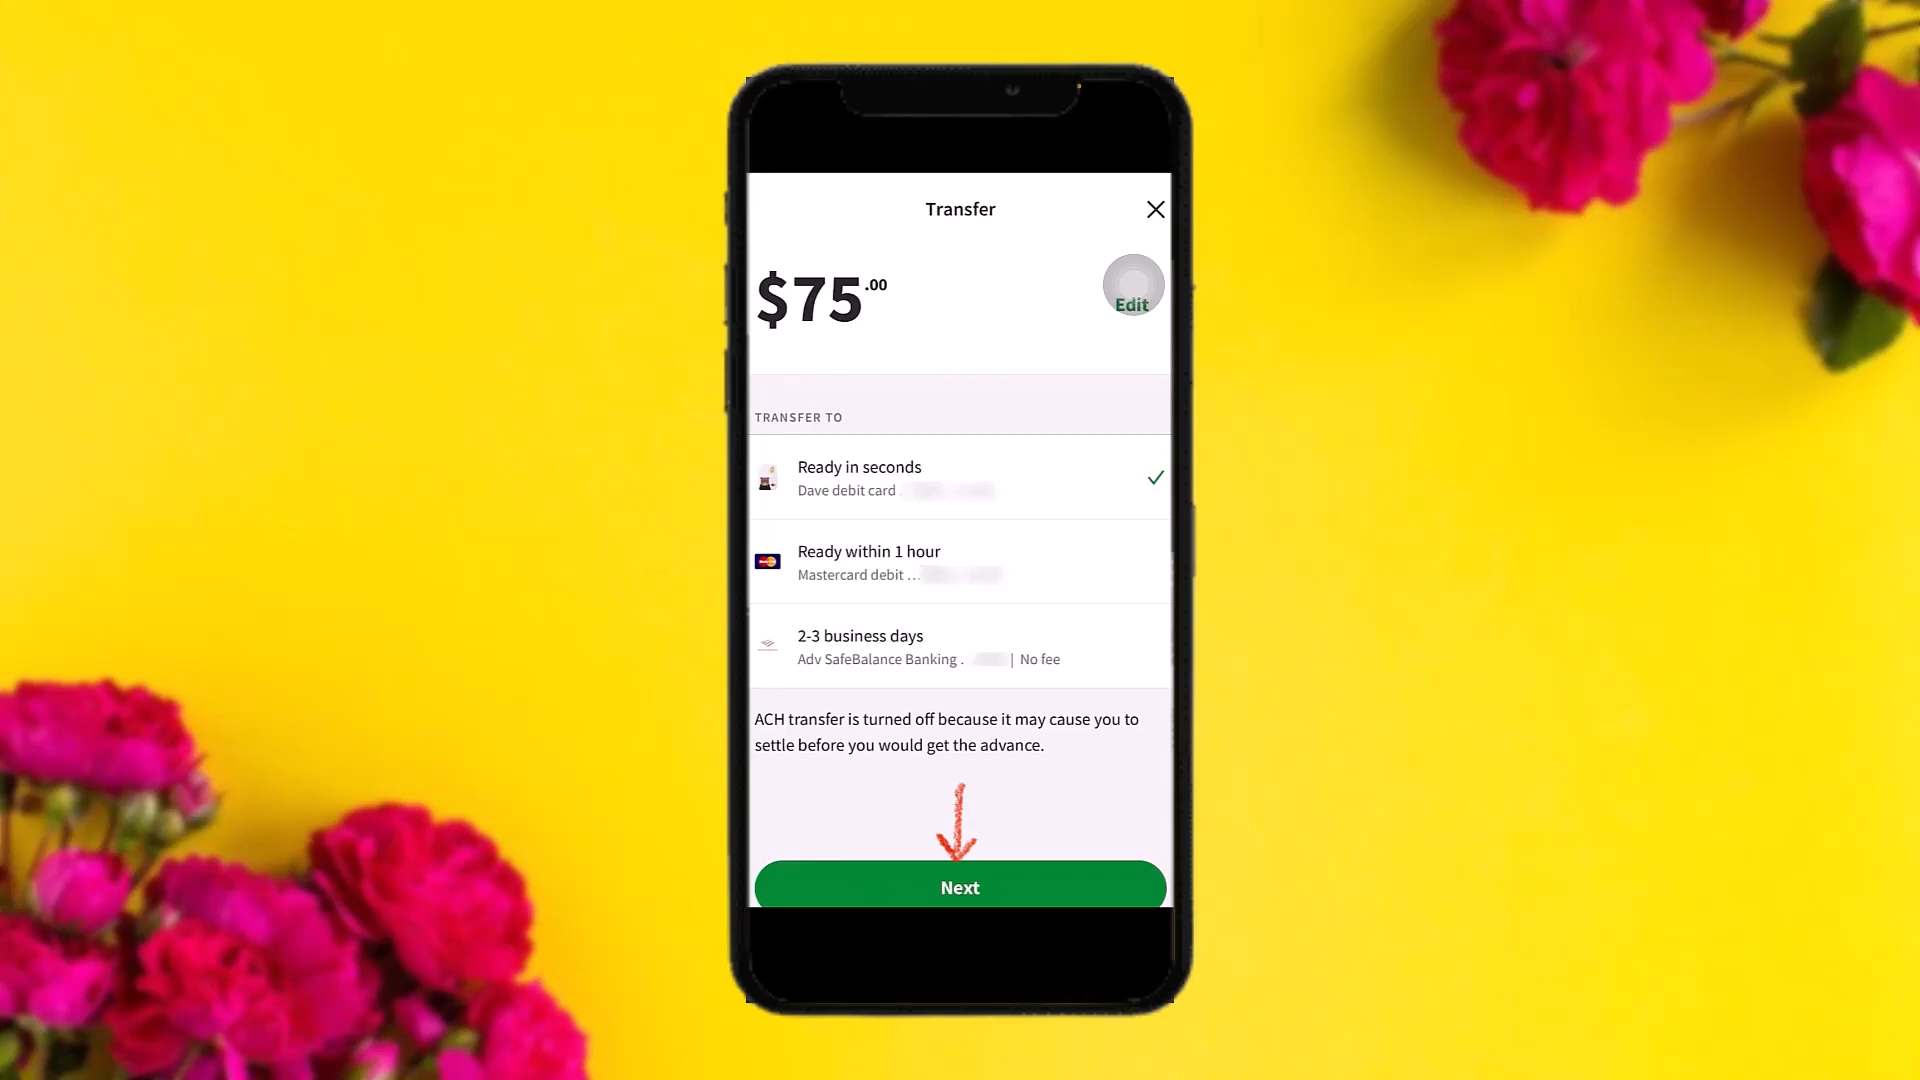 Transfer
$75.00
Edit
TRANSFER TO
Ready in seconds
Dave debit card .
Ready within 1 hour
Mastercard debit ...
2-3 business days
Adv SafeBalance Banking . | No fee
ACH transfer is turned off because it may cause you to
settle before you would get the advance.
Next